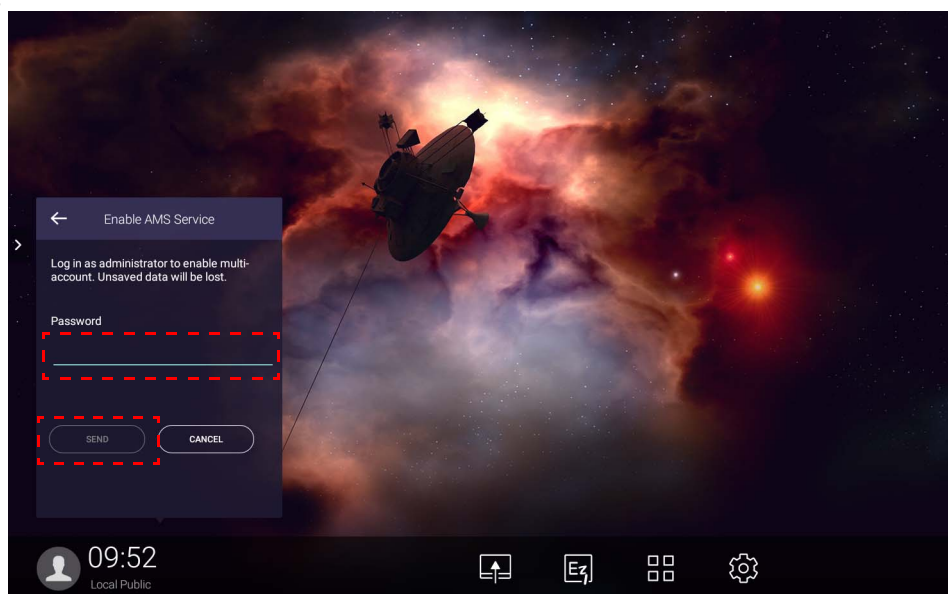 Enable AMS Service
Log in as administrator to enable multi-
account. Unsaved data will be lost.
Password
SEND
CANCEL
09:52
Local Public